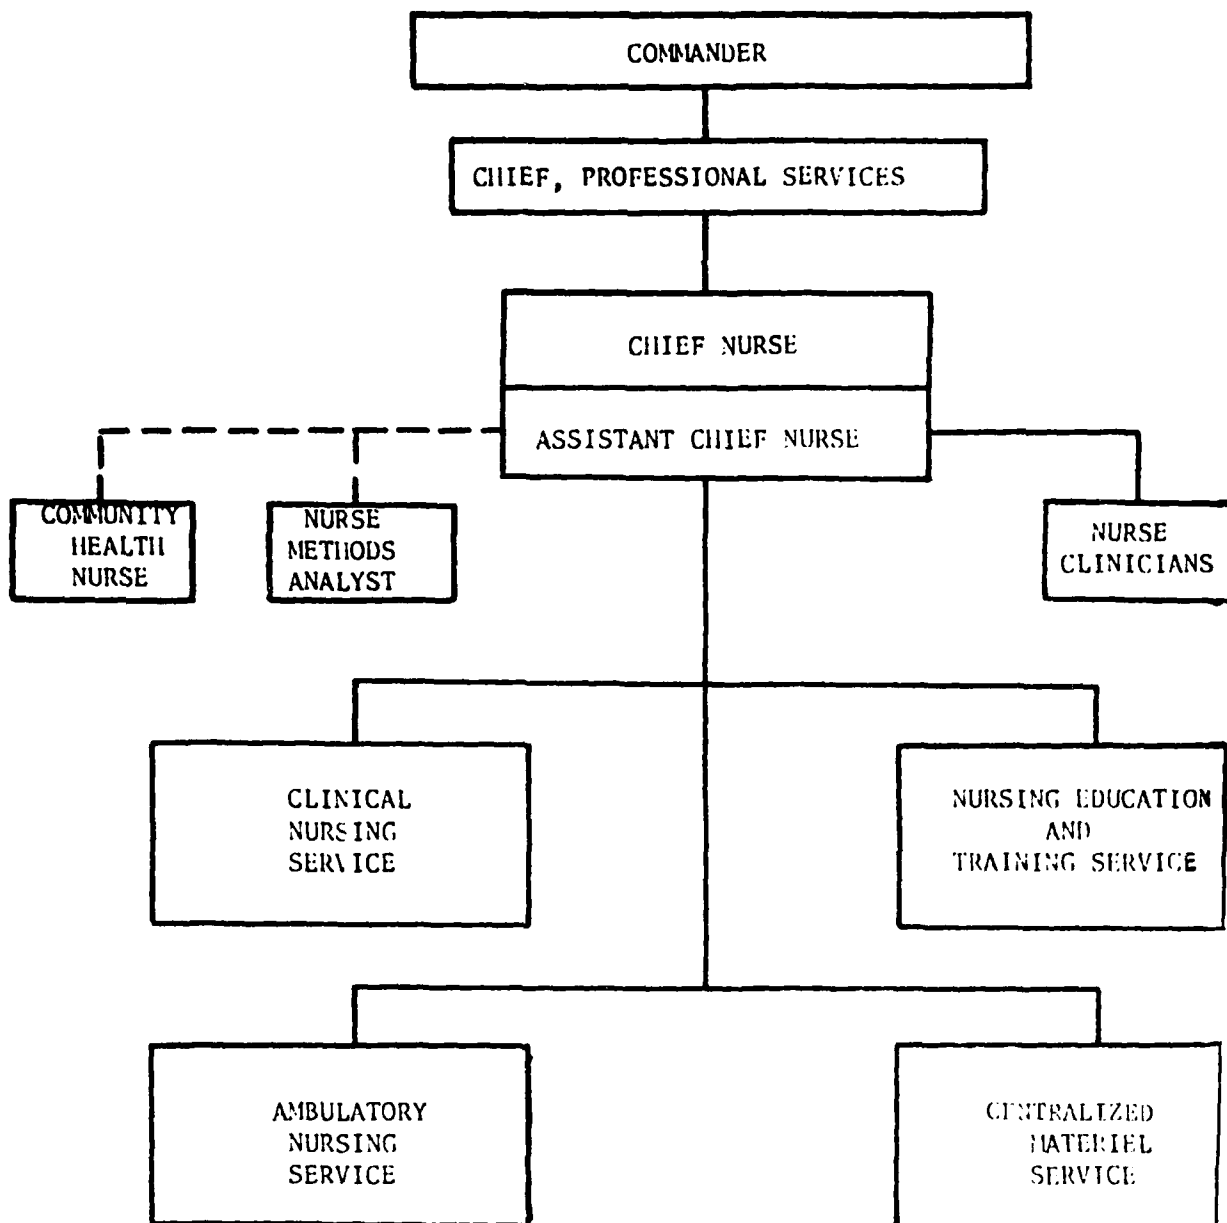 COMMANDER
CHIEF, PROFESSIONAL SERVICES
CHIEF NURSE
ASSISTANT CHIEF NURSE
COMMUNITY
HEALTH
NURSE
NURSE
METHODS
ANALYST
NURSE
CLINICIANS
CLINICAL
NURSING
SERVICE
NURSING EDUCATION
AND
TRAINING SERVICE
AMBULATORY
NURSING
SERVICE
CENTRALIZED
MATERIEL
SERVICE